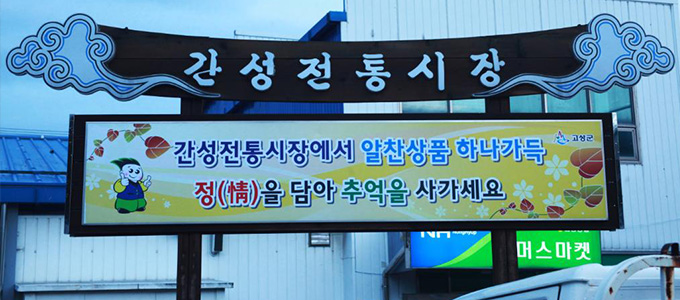 간성전통시장
간성전통시장에서 알찬상품 하나가득
고성군
정(情)을 담아 추억을 사가세요
머스마켓